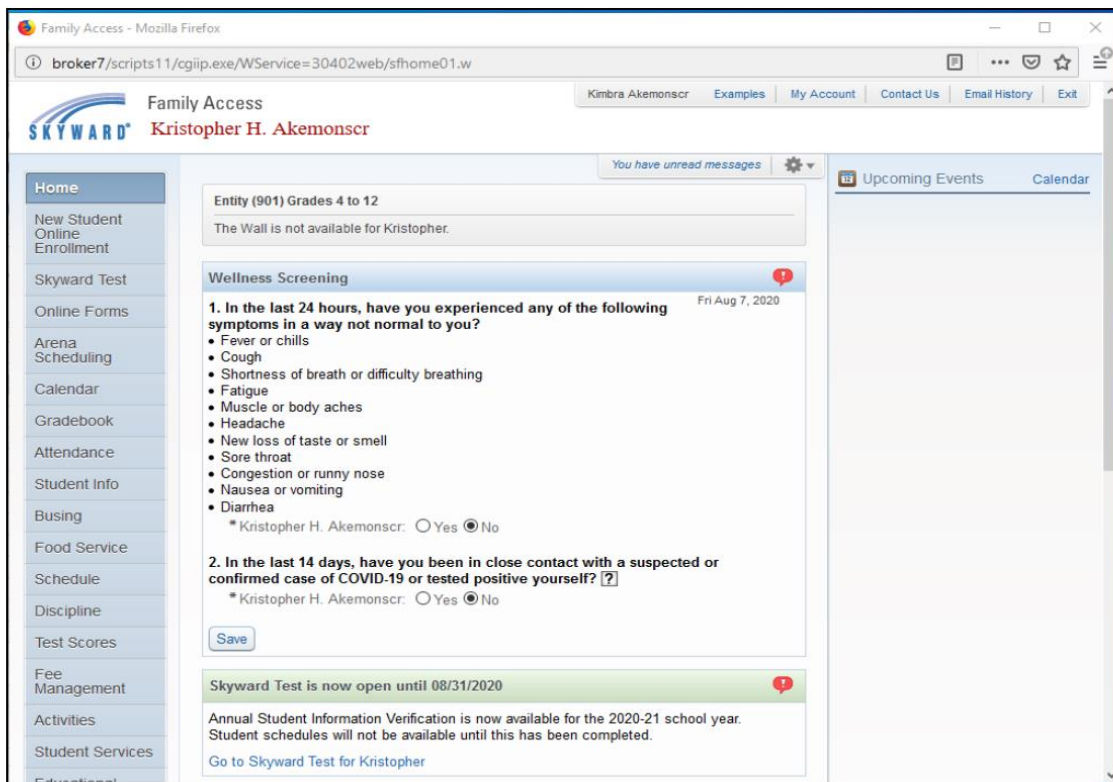 Family Access - Mozilla Firefox
broker7/scripts11/cgiip.exe/WService=30402web/sfhome01.w
Kimbra Akemonscr Examples My Account Contact Us Email History Exit
Family Access
SKYWARD
Kristopher H. Akemonscr
You have unread messages
Home
New Student
Online
Enrollment
Skyward Test
Online Forms
Arena
Scheduling
Calendar
Gradebook
Attendance
Student Info
Busing
Food Service
Schedule
Discipline
Test Scores
Fee
Management
Activities
Student Services
Educational
Entity (901) Grades 4 to 12
The Wall is not available for Kristopher.
Wellness Screening
Fri Aug 7, 2020
1. In the last 24 hours, have you experienced any of the following
symptoms in a way not normal to you?
• Fever or chills
• Cough
• Shortness of breath or difficulty breathing
• Fatigue
• Muscle or body aches
• Headache
• New loss of taste or smell
• Sore throat
• Congestion or runny nose
• Nausea or vomiting
• Diarrhea
* Kristopher H. Akemonscr: Yes No
2. In the last 14 days, have you been in close contact with a suspected or
confirmed case of COVID-19 or tested positive yourself? ?
* Kristopher H. Akemonscr: Yes No
Save
Skyward Test is now open until 08/31/2020
Annual Student Information Verification is now available for the 2020-21 school year.
Student schedules will not be available until this has been completed.
Go to Skyward Test for Kristopher
12 Upcoming Events Calendar